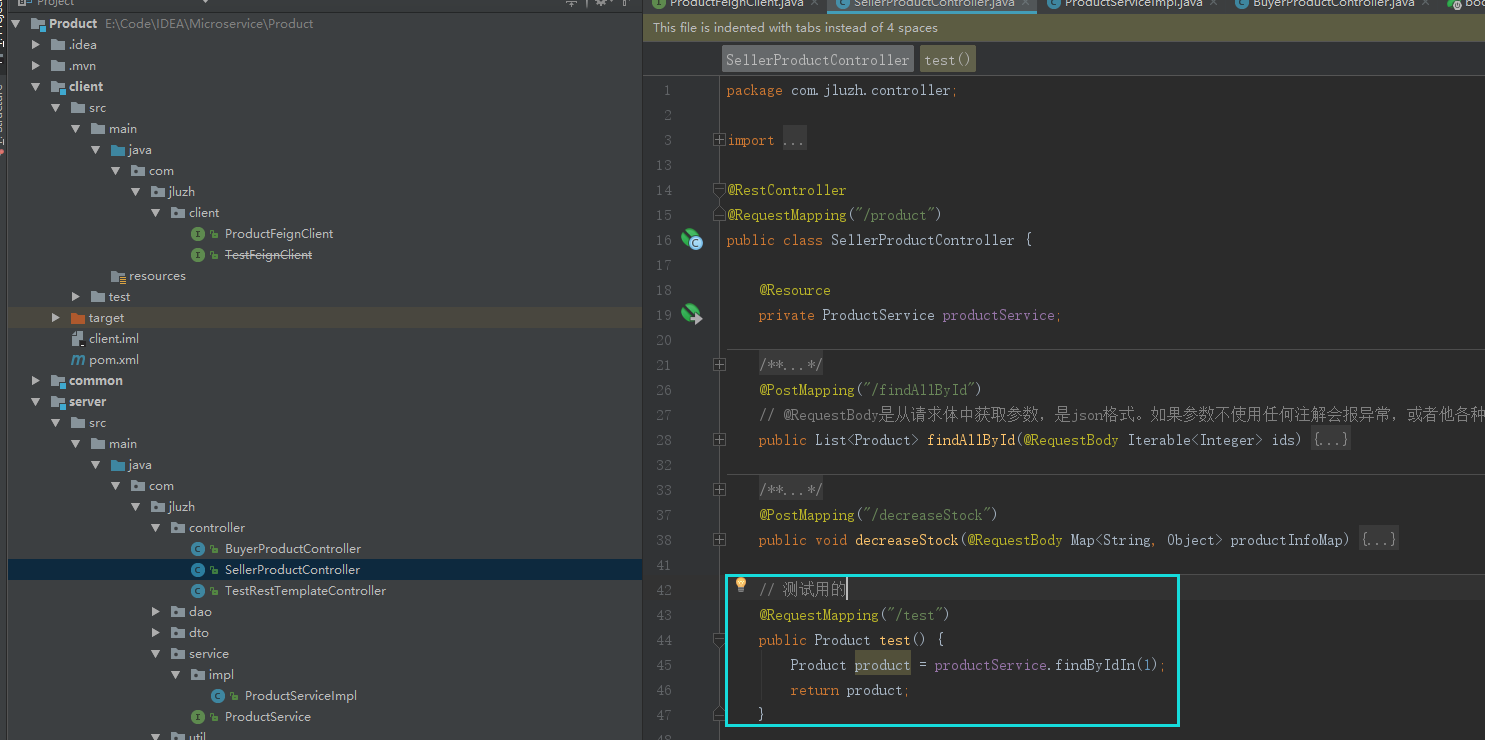 Project
Product E:\Code\IDEA\Microservice\Product
.idea
.mvn
client
src
main
java
com
jluzh
client
ProductFeignClient
TestFeignClient
resources
test
target
client.iml
pom.xml
common
server
src
main
java
com
jluzh
controller
BuyerProductController
SellerProductController
TestRestTemplateController
dao
dto
service
impl
ProductServiceImpl
ProductService
util
ProductFeignClient.java SellerProductController.java ProductServiceImpl.java BuyerProductController.java
This file is indented with tabs instead of 4 spaces
SellerProductController test()
1 package com.jluzh.controller;
2
3 import ...
13
14 @RestController
15 @RequestMapping("/product")
16 public class SellerProductController {
17
18 @Resource
19 private ProductService productService;
20
21 /**...*/
26 @PostMapping("/findAllById")
27 // @RequestBody是从请求体中获取参数，是json格式。如果参数不使用任何注解会报异常，或者他各种
28 public List<Product> findAllById(@RequestBody Iterable<Integer> ids) {...}
32
33 /**...*/
37 @PostMapping("/decreaseStock")
38 public void decreaseStock(@RequestBody Map<String, Object> productInfoMap) {...}
41
42 // 测试用的
43 @RequestMapping("/test")
44 public Product test() {
45 Product product = productService.findByIdIn(1);
46 return product;
47 }